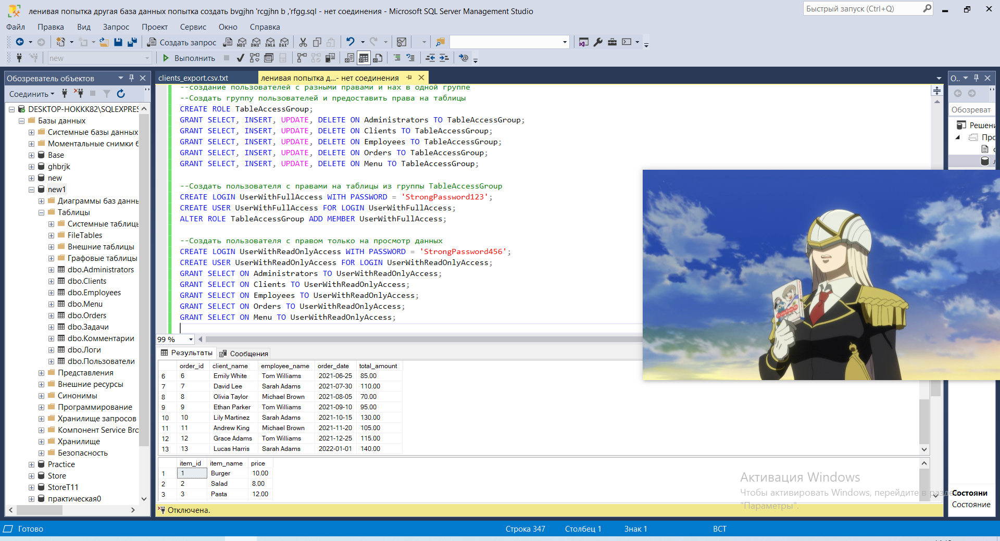 ленивая попытка другая база данных попытка создать bvgjhn 'rcgjhn b ,'rfgg.sql - нет соединения - Microsoft SQL Server Management Studio
Быстрый запуск (Ctrl+Q)
Файл Правка Вид Запрос Проект Сервис Окно Справка
Создать запрос MDX DMX XMLA DAX
new Выполнить
Обозреватель объектов
Соединить
DESKTOP-HOKKK82\SQLEXPRES
Базы данных
Системные базы данных
Моментальные снимки б
Base
ghbrjk
new
new1
Диаграммы баз данны
Таблицы
Системные таблицы
FileTables
Внешние таблицы
Графовые таблицы
dbo.Administrators
dbo.Clients
dbo.Employees
dbo.Menu
dbo.Orders
dbo.Задачи
dbo.Комментарии
dbo.Логи
dbo.Пользователи
Представления
Внешние ресурсы
Синонимы
Программирование
Хранилище запросов
Компонент Service Bro
Хранилище
Безопасность
Practice
Store
StoreT11
практическая0
clients_export.csv.txt
ленивая попытка д...- нет соединения
--создание пользователей с разными правами и нах в одной группе
--Создать группу пользователей и предоставить права на таблицы
CREATE ROLE TableAccessGroup;
GRANT SELECT, INSERT, UPDATE, DELETE ON Administrators TO TableAccessGroup;
GRANT SELECT, INSERT, UPDATE, DELETE ON Clients TO TableAccessGroup;
GRANT SELECT, INSERT, UPDATE, DELETE ON Employees TO TableAccessGroup;
GRANT SELECT, INSERT, UPDATE, DELETE ON Orders TO TableAccessGroup;
GRANT SELECT, INSERT, UPDATE, DELETE ON Menu TO TableAccessGroup;
--Создать пользователя с правами на таблицы из группы TableAccessGroup
CREATE LOGIN UserWithFullAccess WITH PASSWORD = 'StrongPassword123';
CREATE USER UserWithFullAccess FOR LOGIN UserWithFullAccess;
ALTER ROLE TableAccessGroup ADD MEMBER UserWithFullAccess;
--Создать пользователя с правом только на просмотр данных
CREATE LOGIN UserWithReadOnlyAccess WITH PASSWORD = 'StrongPassword456';
CREATE USER UserWithReadOnlyAccess FOR LOGIN UserWithReadOnlyAccess;
GRANT SELECT ON Administrators TO UserWithReadOnlyAccess;
GRANT SELECT ON Clients TO UserWithReadOnlyAccess;
GRANT SELECT ON Employees TO UserWithReadOnlyAccess;
GRANT SELECT ON Orders TO UserWithReadOnlyAccess;
GRANT SELECT ON Menu TO UserWithReadOnlyAccess;
99 %
Результаты Сообщения
order_id client_name employee_name order_date total_amount
6 6 Emily White Tom Williams 2021-06-25 85.00
7 7 David Lee Sarah Adams 2021-07-30 110.00
8 8 Olivia Taylor Michael Brown 2021-08-05 70.00
9 9 Ethan Parker Tom Williams 2021-09-10 95.00
10 10 Lily Martinez Sarah Adams 2021-10-15 130.00
11 11 Andrew King Michael Brown 2021-11-20 105.00
12 12 Grace Adams Tom Williams 2021-12-25 115.00
13 13 Lucas Harris Sarah Adams 2022-01-01 140.00
item_id item_name price
1 1 Burger 10.00
2 2 Salad 8.00
3 3 Pasta 12.00
Отключена.
О..
Обозреват
Решени
Про
Активация Windows
Чтобы активировать Windows, перейдите в разде
"Параметры".
Состояни
Состояние
Готово Строка 347 Столбец 1 Знак 1 ВСТ